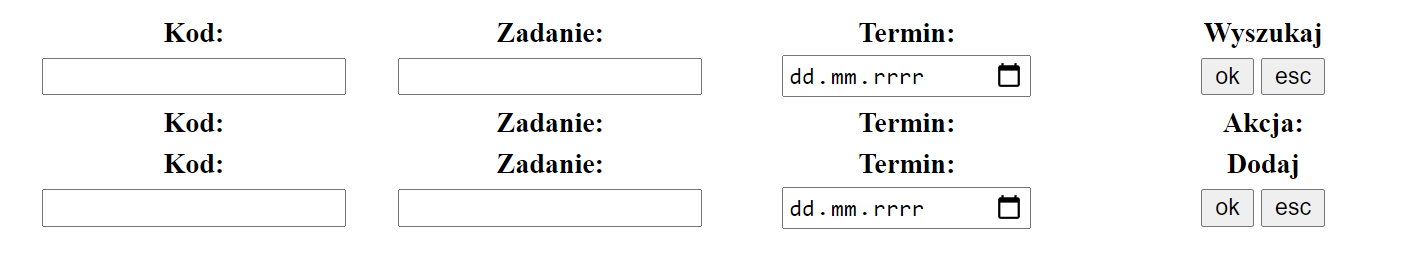 Kod: Zadanie: Termin: Wyszukaj
dd.mm.rrrr ok esc
Kod: Zadanie: Termin: Akcja:
Kod: Zadanie: Termin: Dodaj
dd.mm.rrrr ok esc